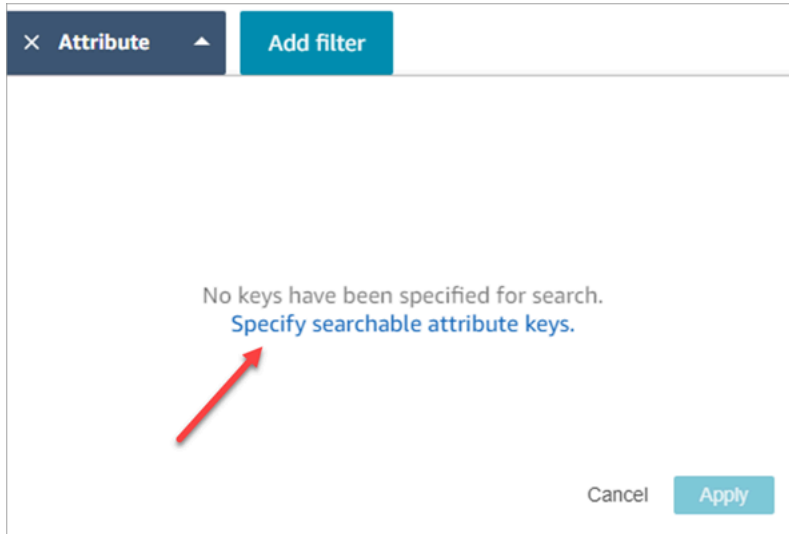 × Attribute Add filter
No keys have been specified for search.
Specify searchable attribute keys.
Cancel Apply